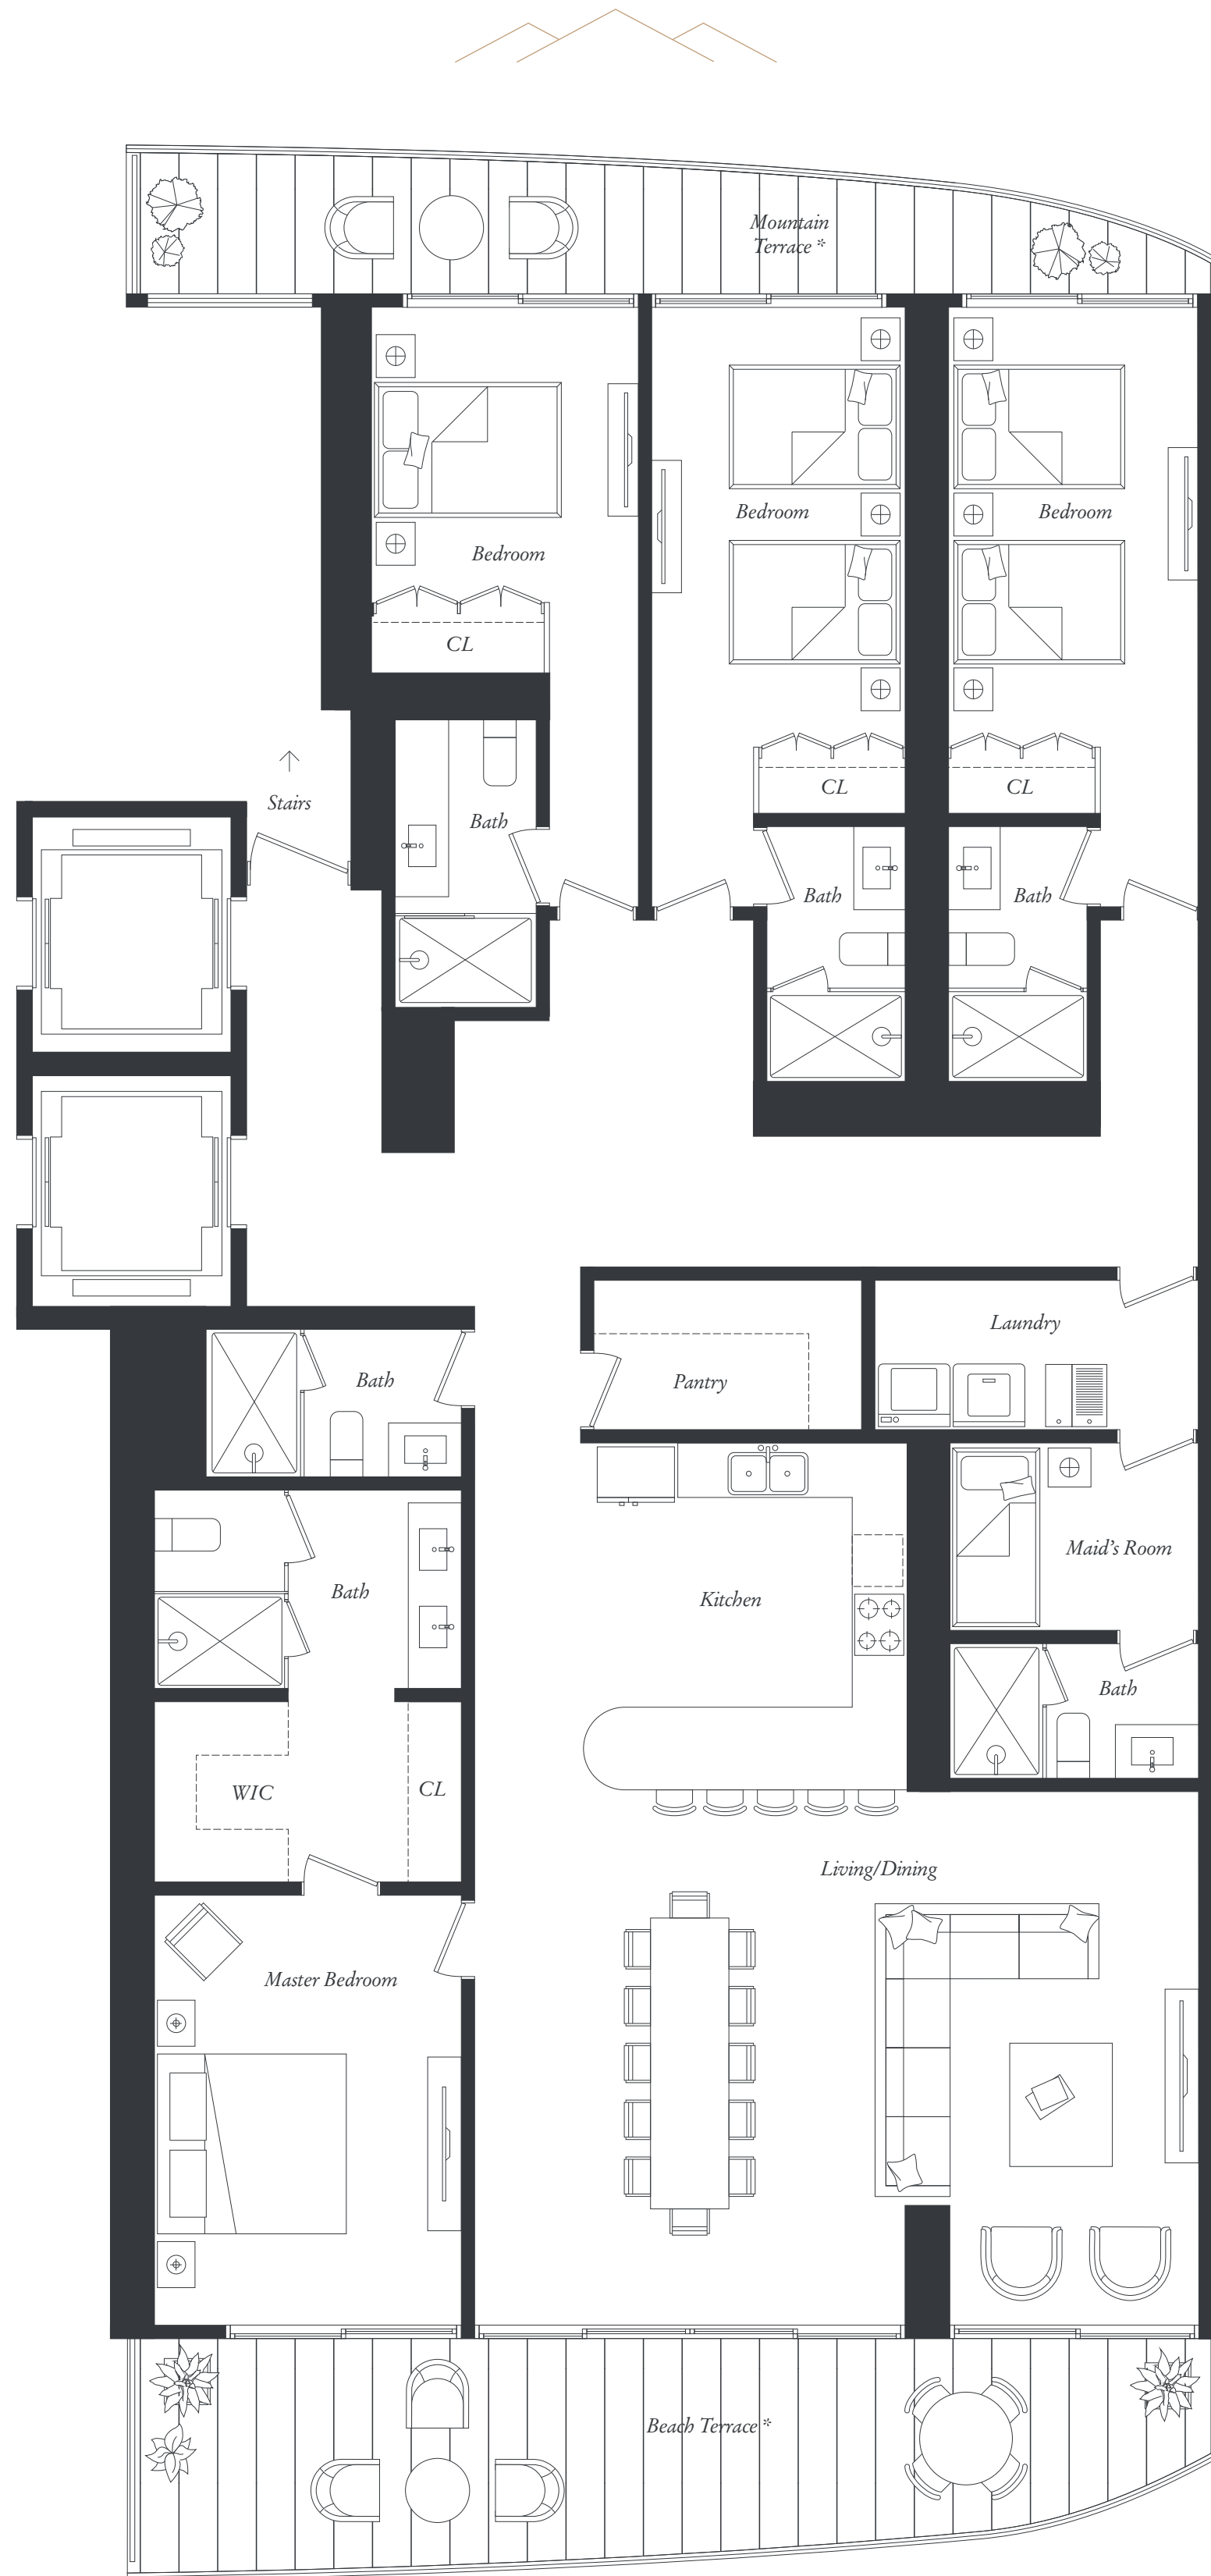 Mountain
Terrace *
Bedroom
Bedroom
Bedroom
CL
CL
CL
Stairs
Bath
Bath
Bath
Laundry
Bath
Pantry
Maid's Room
Bath
Kitchen
Bath
WIC
CL
Living/Dining
Master Bedroom
Beach Terrace *